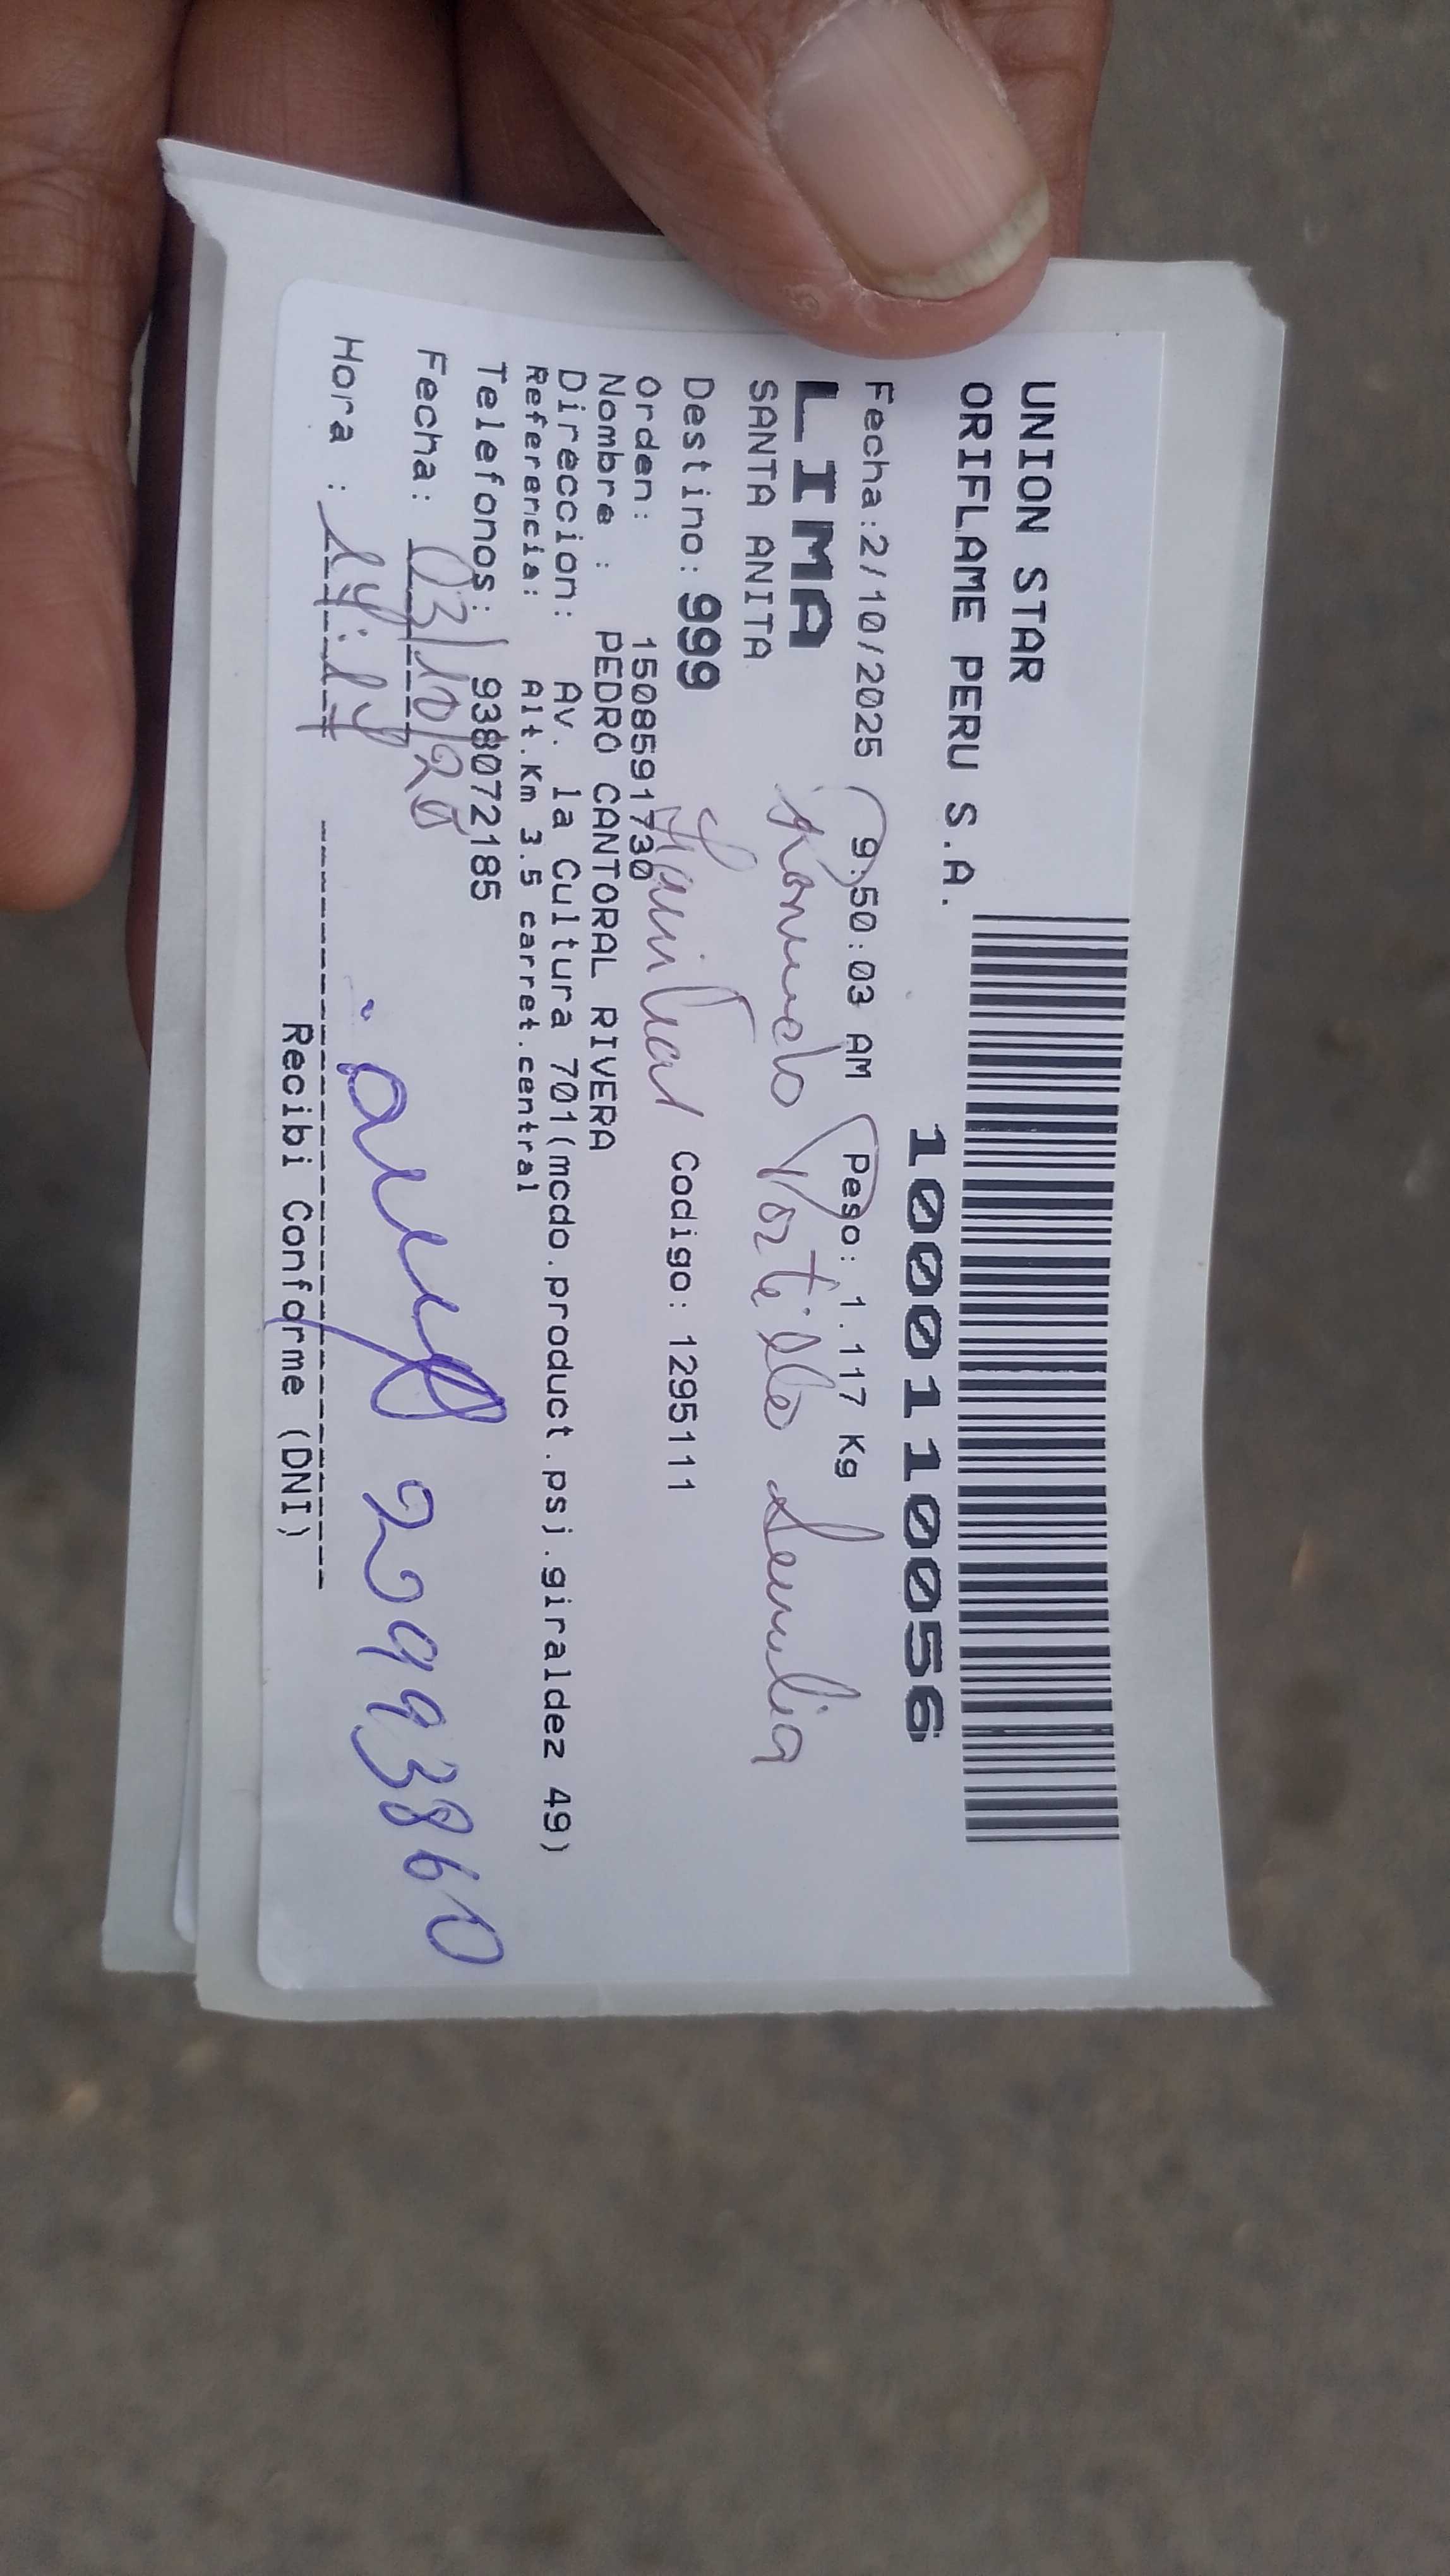 UNION STAR
ORIFLAME PERU S.A.
1000110056
Fecha:2/10/2025 9:50:03 AM Peso: 1.117 Kg
LIMA
SANTA ANITA
Destino: 999 Codigo: 1295111
Orden: 1508591730
Nombre : PEDRO CANTORAL RIVERA
Direccion: Av. la Cultura 701(mcdo.product.psj.giraldez 49)
Referencia: Alt.Km 3.5 carret.central
Telefonos: 938072185
Fecha: 03/10/25
Hora : 14:14
29993860
Recibi Conforme (DNI)